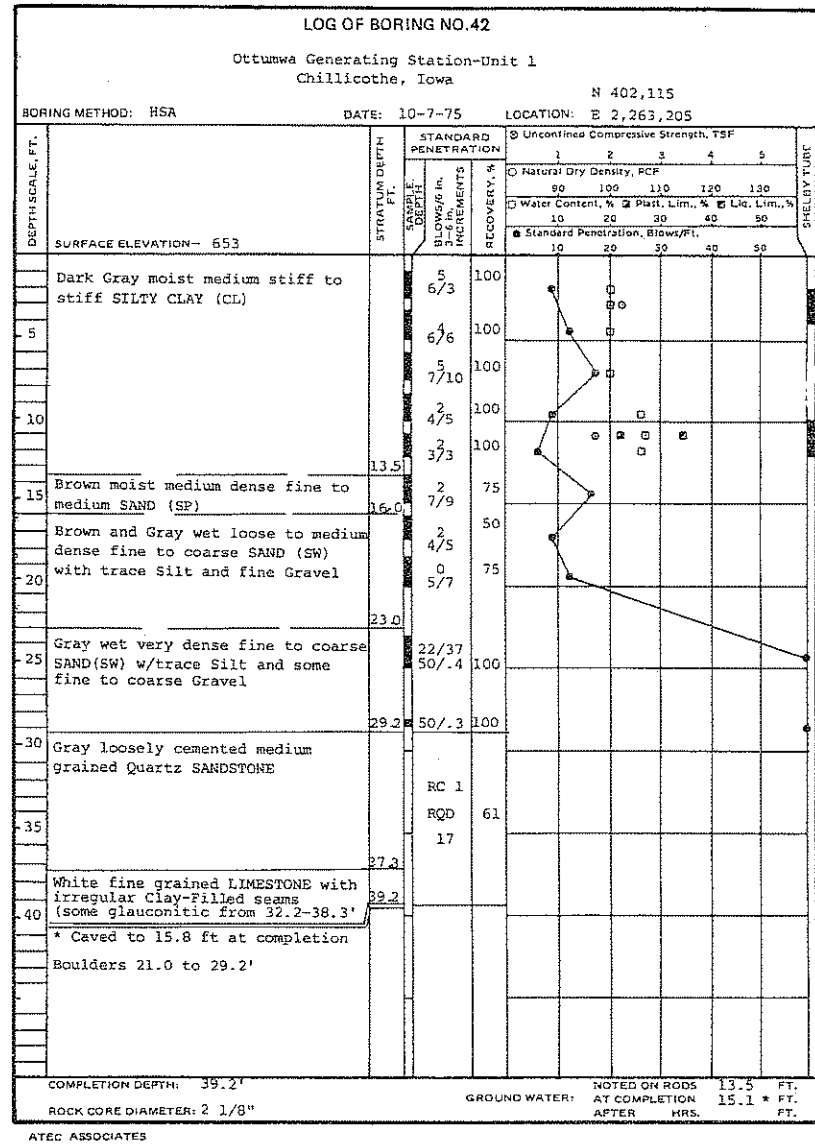 LOG OF BORING NO.42
Ottumwa Generating Station-Unit 1
Chillicothe, Iowa
N 402,115
BORING METHOD: HSA DATE: 10-7-75 LOCATION: E 2,263,205
DEPTH SCALE, FT.
SURFACE ELEVATION— 653
STRATUM DEPTH FT.
STANDARD PENETRATION
SAMPLE DEPTH
BLOWS/6 In. 3-6 In. INCREMENTS
RECOVERY, %
Unconfined Compressive Strength, TSF
1 2 3 4 5
Natural Dry Density, PCF
90 100 110 120 130
Water Content, % Plast. Lim., % Liq. Lim., %
10 20 30 40 50
Standard Penetration, Blows/Ft.
10 20 30 40 50
SHELBY TUBE
Dark Gray moist medium stiff to
stiff SILTY CLAY (CL)
5
6/3
100
5
4
6/6
100
5
7/10
100
10
2
4/5
100
2
3/3
100
13.5
Brown moist medium dense fine to
medium SAND (SP)
15
16.0
2
7/9
75
Brown and Gray wet loose to medium
dense fine to coarse SAND (SW)
with trace Silt and fine Gravel
2
4/5
50
20
0
5/7
75
23.0
Gray wet very dense fine to coarse
SAND(SW) w/trace Silt and some
fine to coarse Gravel
25
22/37
50/.4
100
29.2
50/.3
100
30
Gray loosely cemented medium
grained Quartz SANDSTONE
RC 1
RQD
17
61
35
27.3
White fine grained LIMESTONE with
irregular Clay-Filled seams
(some glauconitic from 32.2-38.3'
39.2
40
* Caved to 15.8 ft at completion
Boulders 21.0 to 29.2'
COMPLETION DEPTH: 39.2'
ROCK CORE DIAMETER: 2 1/8"
GROUND WATER: NOTED ON RODS 13.5 FT.
AT COMPLETION 15.1 * FT.
AFTER HRS. FT.
ATEC ASSOCIATES